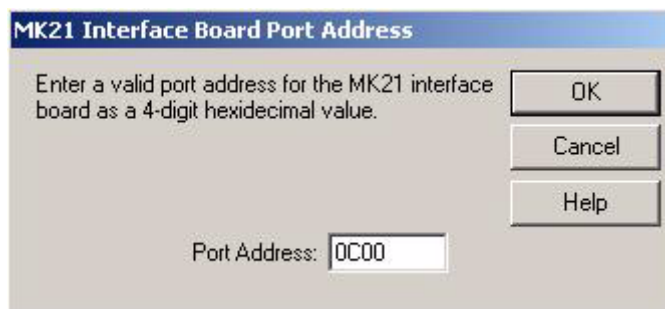 MK21 Interface Board Port Address
Enter a valid port address for the MK21 interface
board as a 4-digit hexidecimal value.
OK
Cancel
Help
Port Address: 0C00